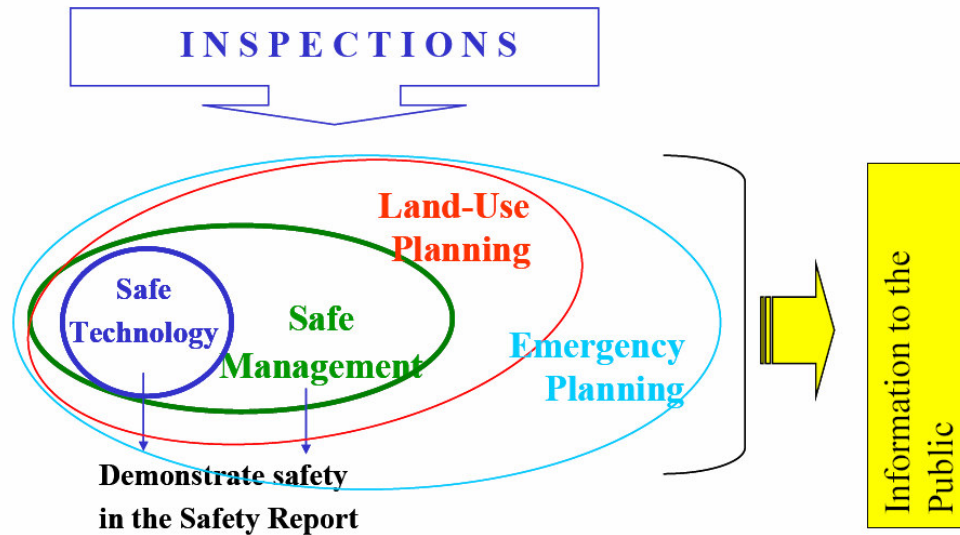 INSPECTIONS
Land-Use
Planning
Safe
Technology
Safe
Management
Emergency
Planning
Demonstrate safety
in the Safety Report
Information to the
Public